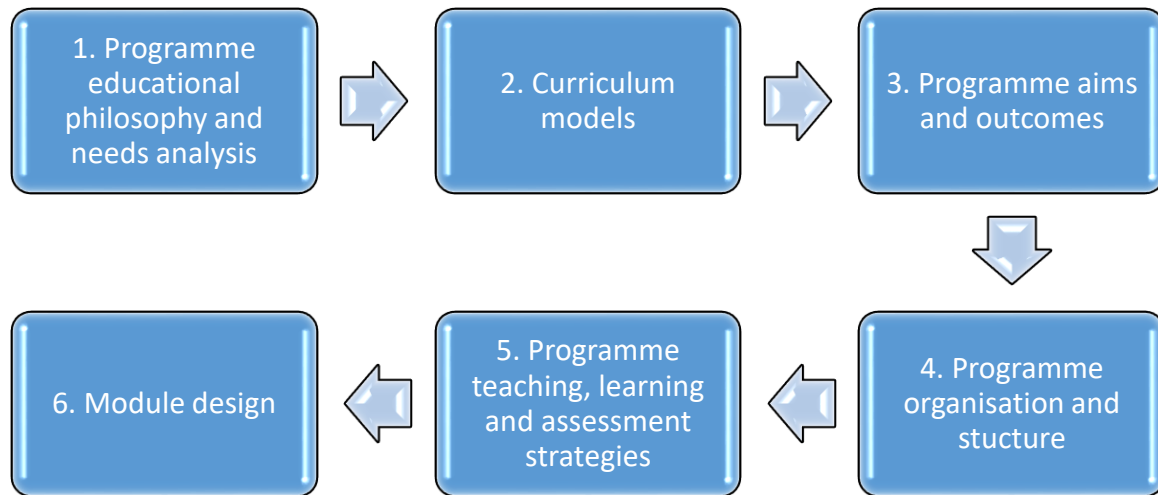 1. Programme
educational
philosophy and
needs analysis
2. Curriculum
models
3. Programme aims
and outcomes
4. Programme
organisation and
stucture
5. Programme
teaching, learning
and assessment
strategies
6. Module design